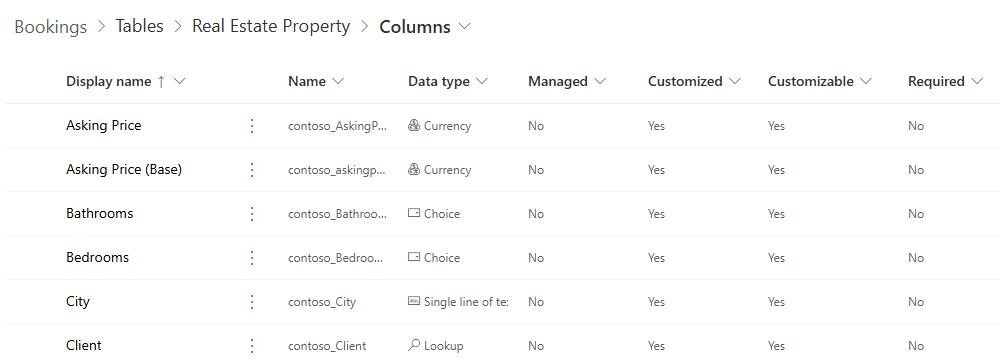 Bookings > Tables > Real Estate Property > Columns
Display name ↑ Name Data type Managed Customized Customizable Required
Asking Price contoso_AskingP... Currency No Yes Yes No
Asking Price (Base) contoso_askingp... Currency No Yes Yes No
Bathrooms contoso_Bathroo... Choice No Yes Yes No
Bedrooms contoso_Bedroo... Choice No Yes Yes No
City contoso_City Abc Single line of te: No Yes Yes No
Client contoso_Client Lookup No Yes Yes No